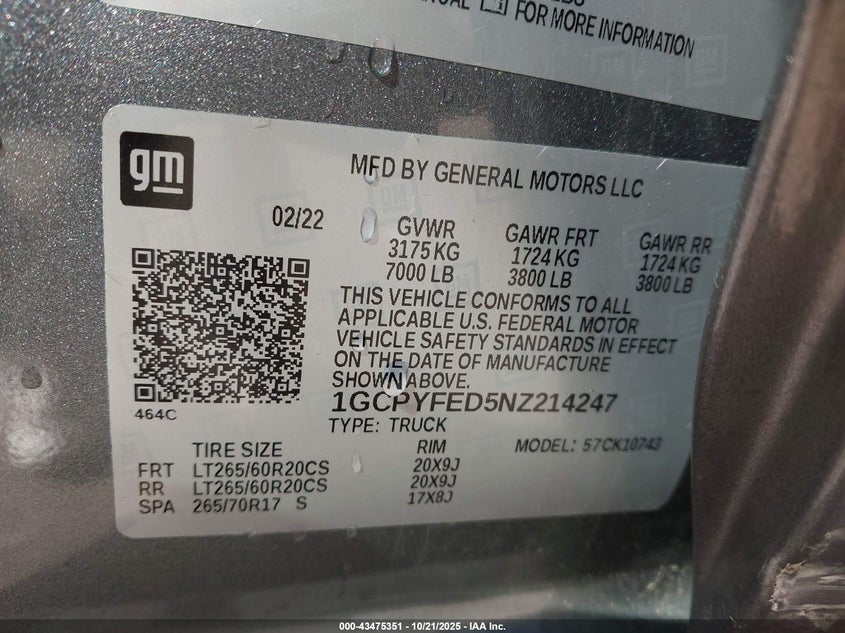 MANUAL FOR MORE INFORMATION
gm
MFD BY GENERAL MOTORS LLC
02/22
GVWR
3175 KG
7000 LB
GAWR FRT
1724 KG
3800 LB
GAWR RR
1724 KG
3800 LB
THIS VEHICLE CONFORMS TO ALL
APPLICABLE U.S. FEDERAL MOTOR
VEHICLE SAFETY STANDARDS IN EFFECT
ON THE DATE OF MANUFACTURE
SHOWN ABOVE.
464C
1GCPYFED5NZ214247
TYPE: TRUCK
MODEL: 57CK10743
TIRE SIZE RIM
FRT LT265/60R20CS 20X9J
RR LT265/60R20CS 20X9J
SPA 265/70R17 S 17X8J
000-43475351 | 10/21/2025 - IAA Inc.